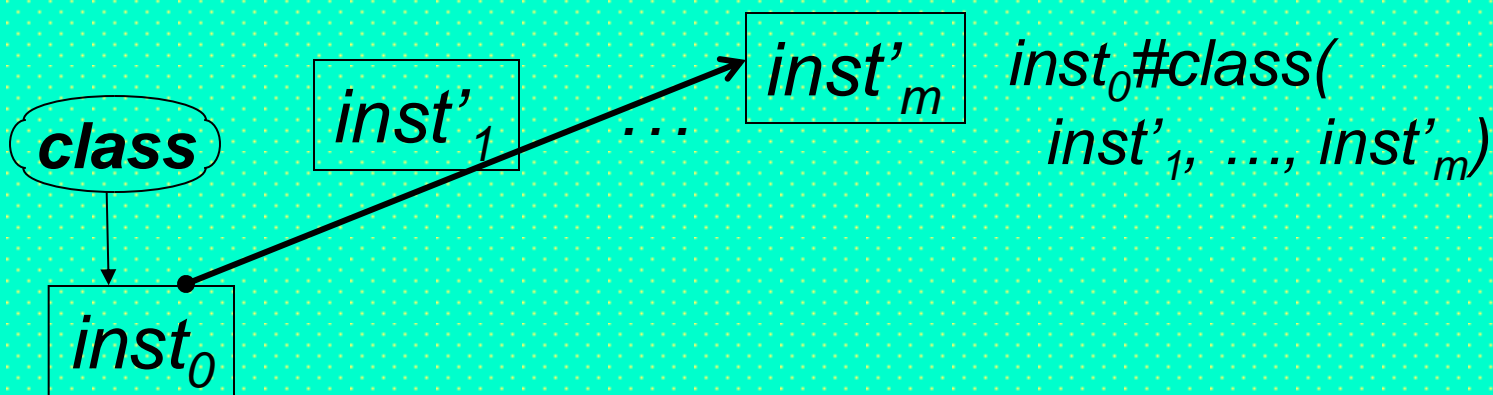 inst’₁
…
inst’ₘ
inst₀#class(
inst’₁, …, inst’ₘ)
class
inst₀